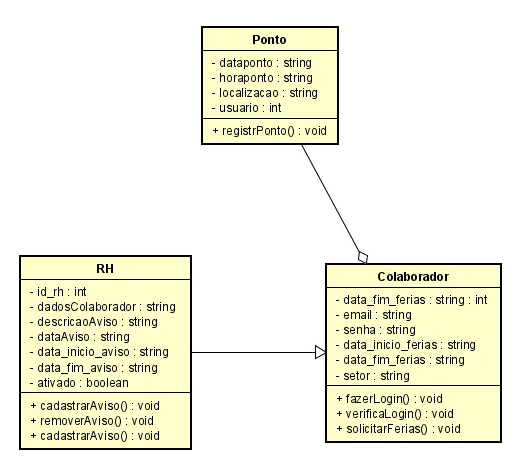 Ponto
- dataponto : string
- horaponto : string
- localizacao : string
- usuario : int
+ registrPonto() : void
RH
- id_rh : int
- dadosColaborador : string
- descricaoAviso : string
- dataAviso : string
- data_inicio_aviso : string
- data_fim_aviso : string
- ativado : boolean
+ cadastrarAviso() : void
+ removerAviso() : void
+ cadastrarAviso() : void
Colaborador
- data_fim_ferias : string : int
- email : string
- senha : string
- data_inicio_ferias : string
- data_fim_ferias : string
- setor : string
+ fazerLogin() : void
+ verificaLogin() : void
+ solicitarFerias() : void